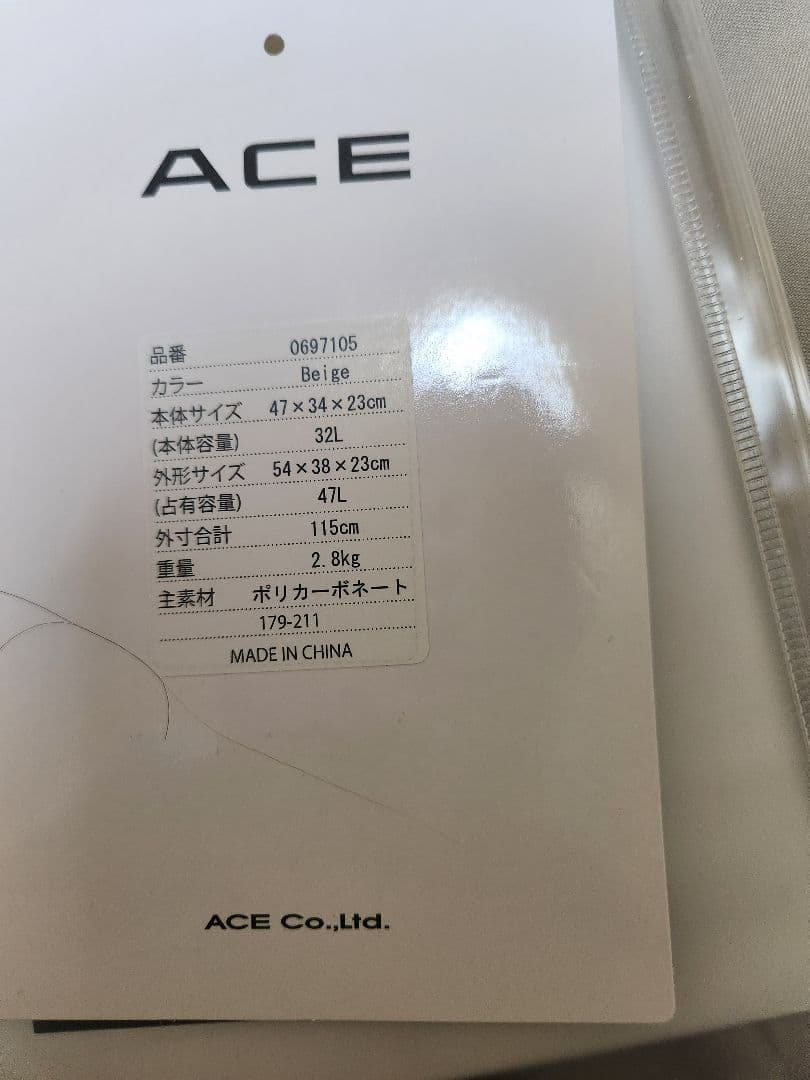 ACE
品番 0697105
カラー Beige
本体サイズ 47×34×23cm
(本体容量) 32L
外形サイズ 54×38×23cm
(占有容量) 47L
外寸合計 115cm
重量 2.8kg
主素材 ポリカーボネート
179-211
MADE IN CHINA
ACE Co.,Ltd.